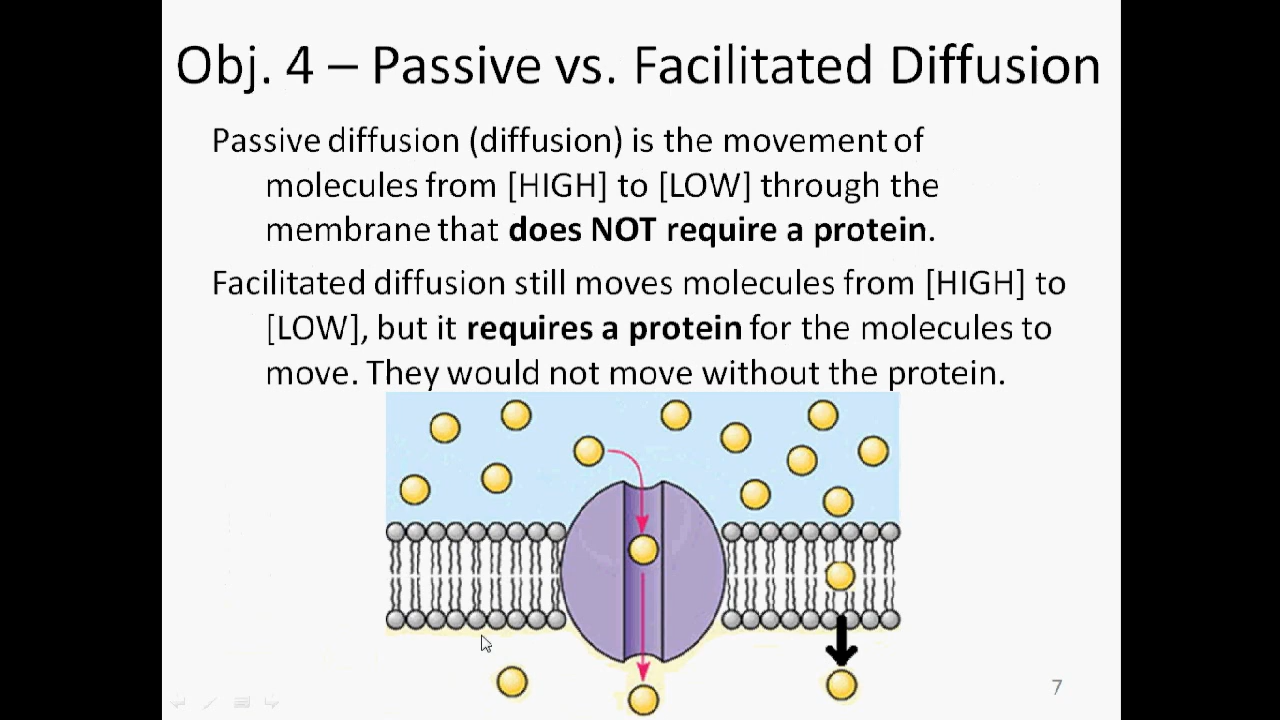 Obj. 4 – Passive vs. Facilitated Diffusion
Passive diffusion (diffusion) is the movement of
molecules from [HIGH] to [LOW] through the
membrane that does NOT require a protein.
Facilitated diffusion still moves molecules from [HIGH] to
[LOW], but it requires a protein for the molecules to
move. They would not move without the protein.
7